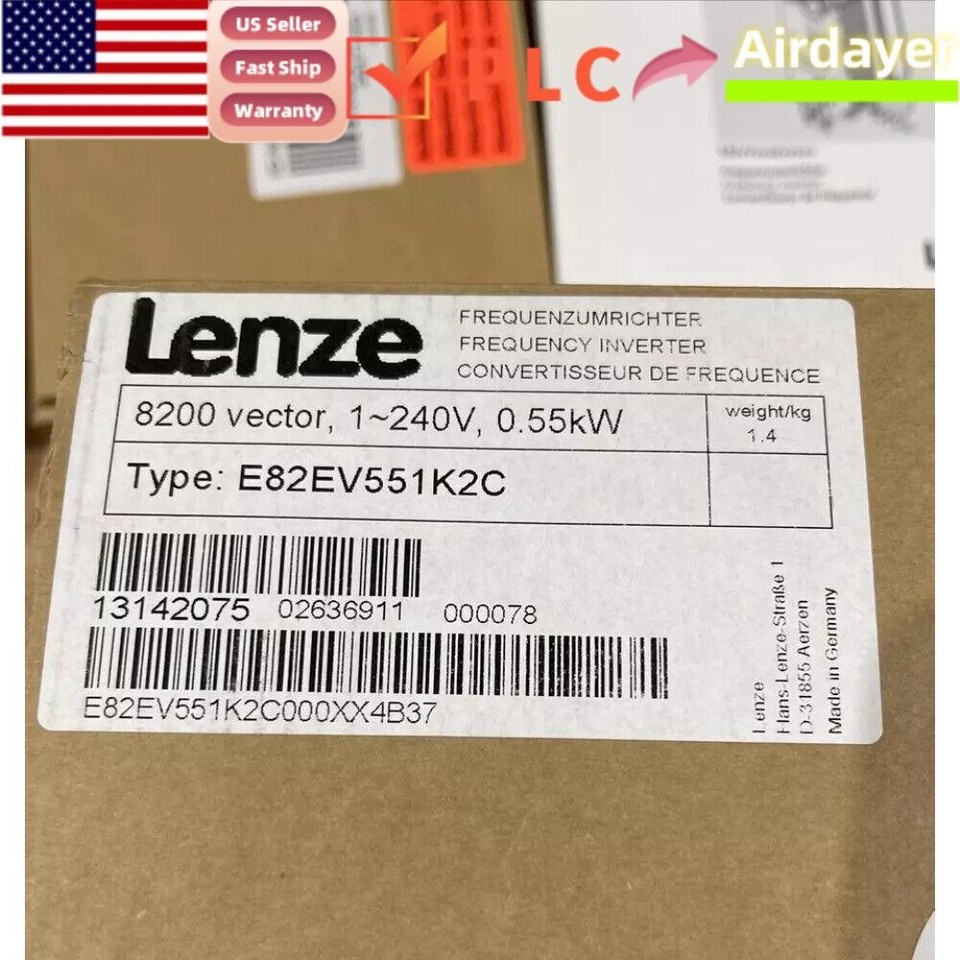 US Seller
Fast Ship
Warranty
PLC
Airdayer
Lenze
FREQUENZUMRICHTER
FREQUENCY INVERTER
CONVERTISSEUR DE FREQUENCE
8200 vector, 1~240V, 0.55kW
weight/kg
1.4
Type: E82EV551K2C
13142075 02636911 000078
E82EV551K2C000XX4B37
Lenze
Hans-Lenze-Straße 1
D-31855 Aerzen
Made in Germany